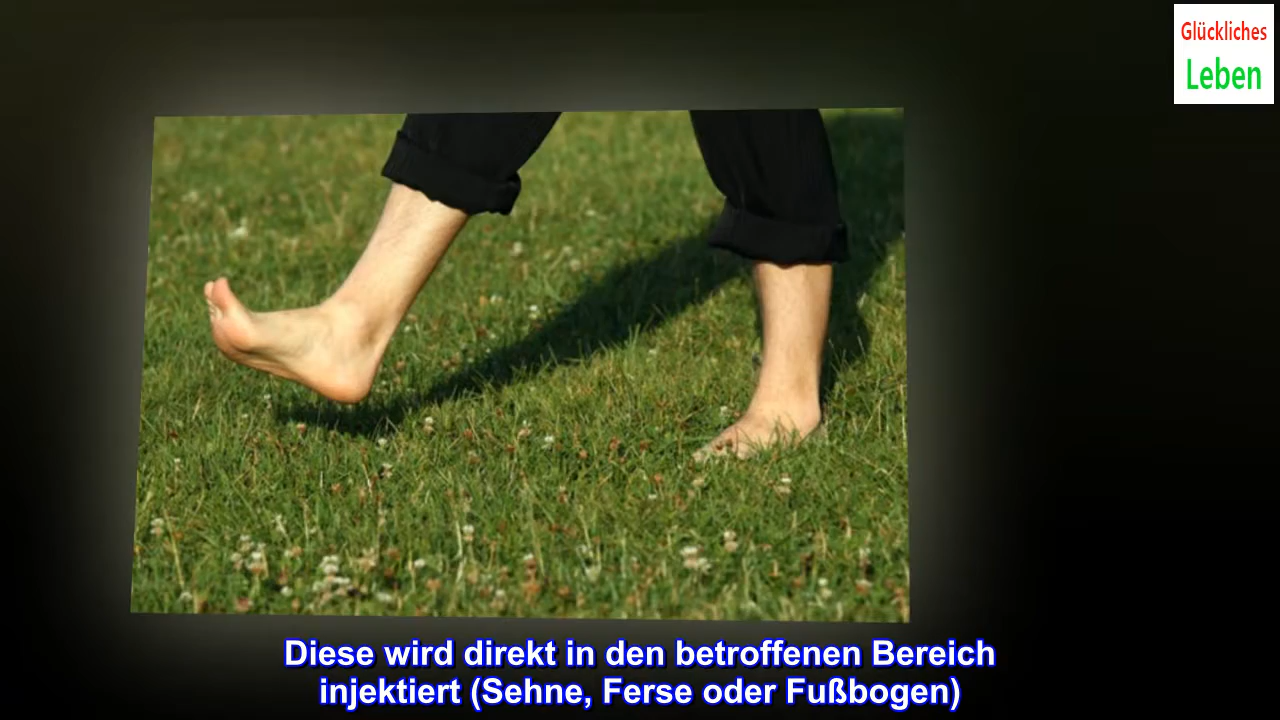 Glückliches
Leben
Diese wird direkt in den betroffenen Bereich
injektiert (Sehne, Ferse oder Fußbogen)